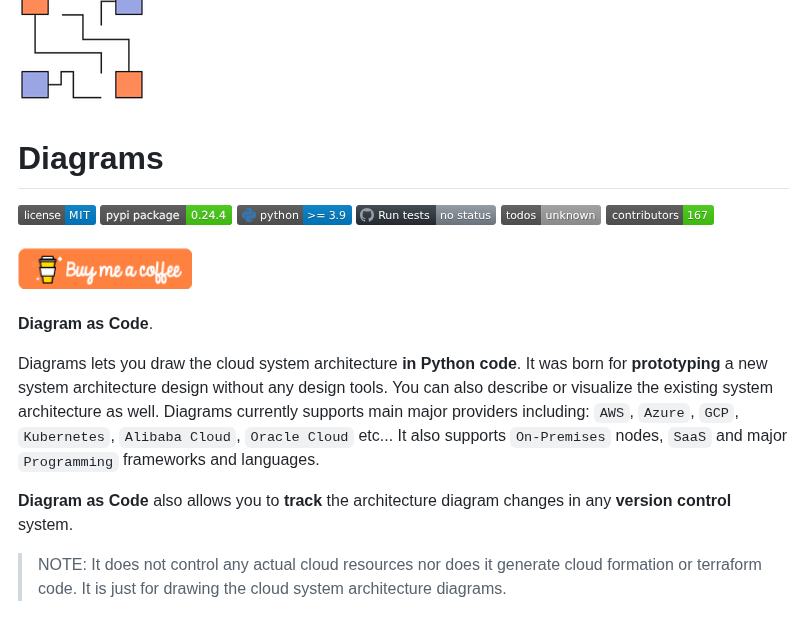 Diagrams
license MIT pypi package 0.24.4 python >= 3.9 Run tests no status todos unknown contributors 167
Buy me a coffee
Diagram as Code.
Diagrams lets you draw the cloud system architecture in Python code. It was born for prototyping a new
system architecture design without any design tools. You can also describe or visualize the existing system
architecture as well. Diagrams currently supports main major providers including: AWS, Azure, GCP,
Kubernetes, Alibaba Cloud, Oracle Cloud etc... It also supports On-Premises nodes, SaaS and major
Programming frameworks and languages.
Diagram as Code also allows you to track the architecture diagram changes in any version control
system.
NOTE: It does not control any actual cloud resources nor does it generate cloud formation or terraform
code. It is just for drawing the cloud system architecture diagrams.